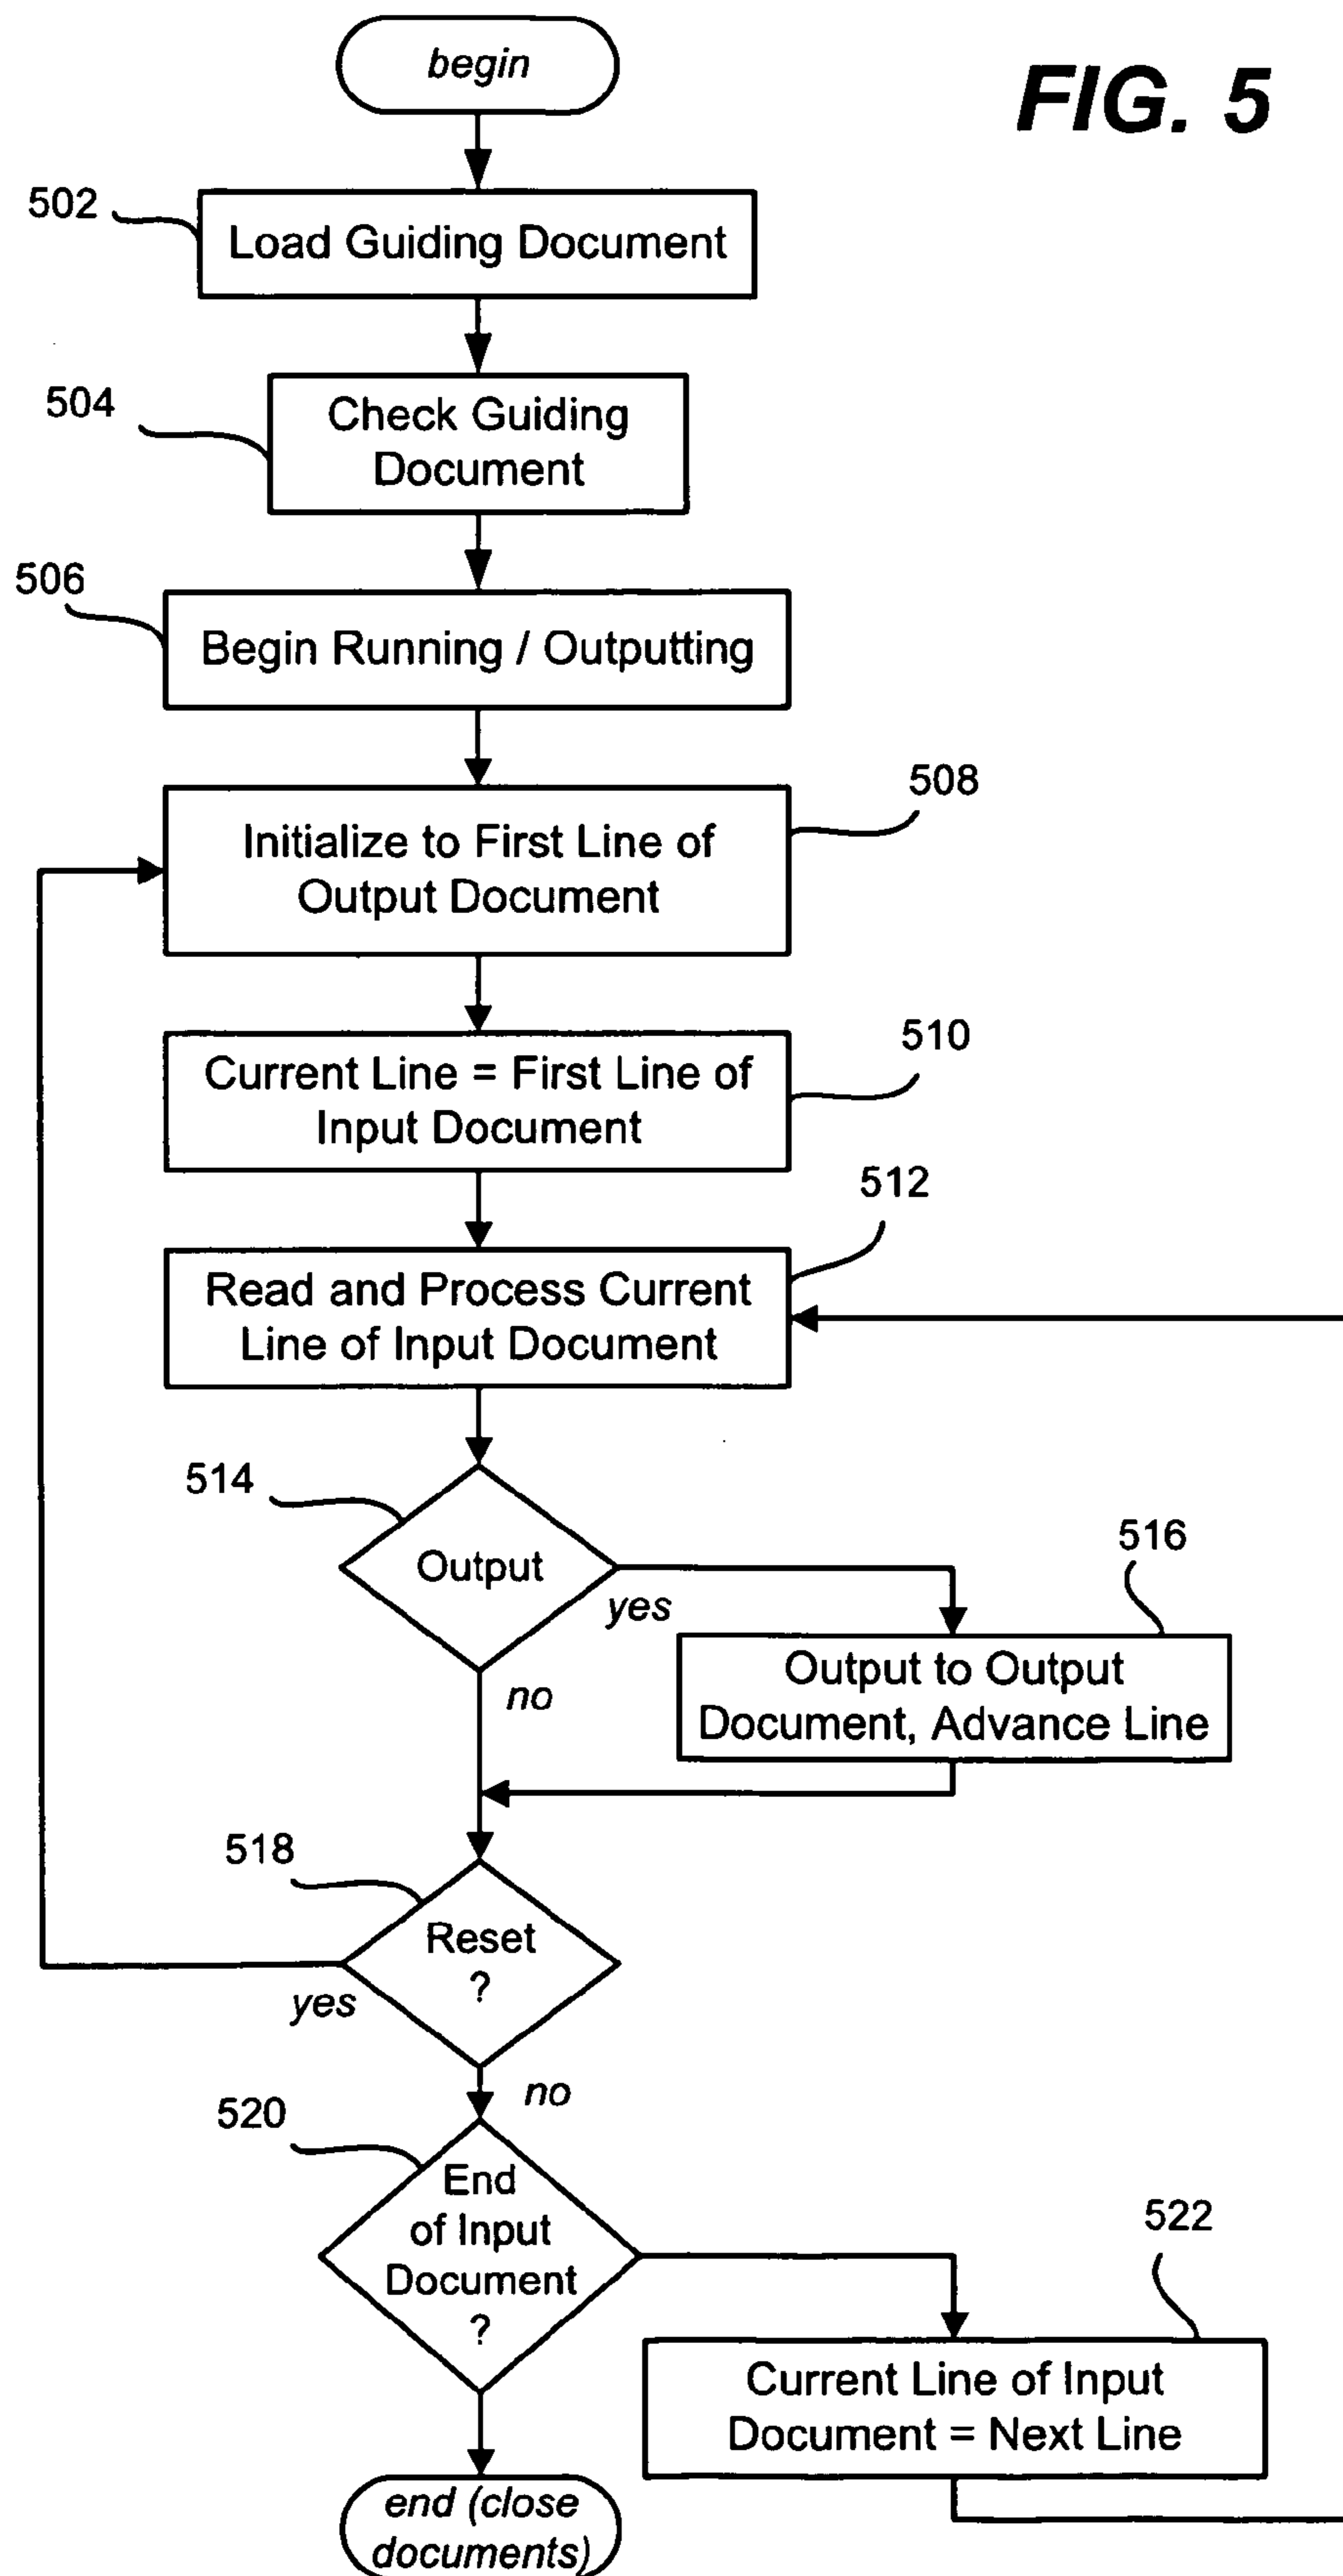 begin
FIG. 5
502
Load Guiding Document
504
Check Guiding
Document
506
Begin Running / Outputting
508
Initialize to First Line of
Output Document
510
Current Line = First Line of
Input Document
512
Read and Process Current
Line of Input Document
514
Output
yes
no
516
Output to Output
Document, Advance Line
518
Reset
?
yes
no
520
End
of Input
Document
?
522
Current Line of Input
Document = Next Line
end (close
documents)